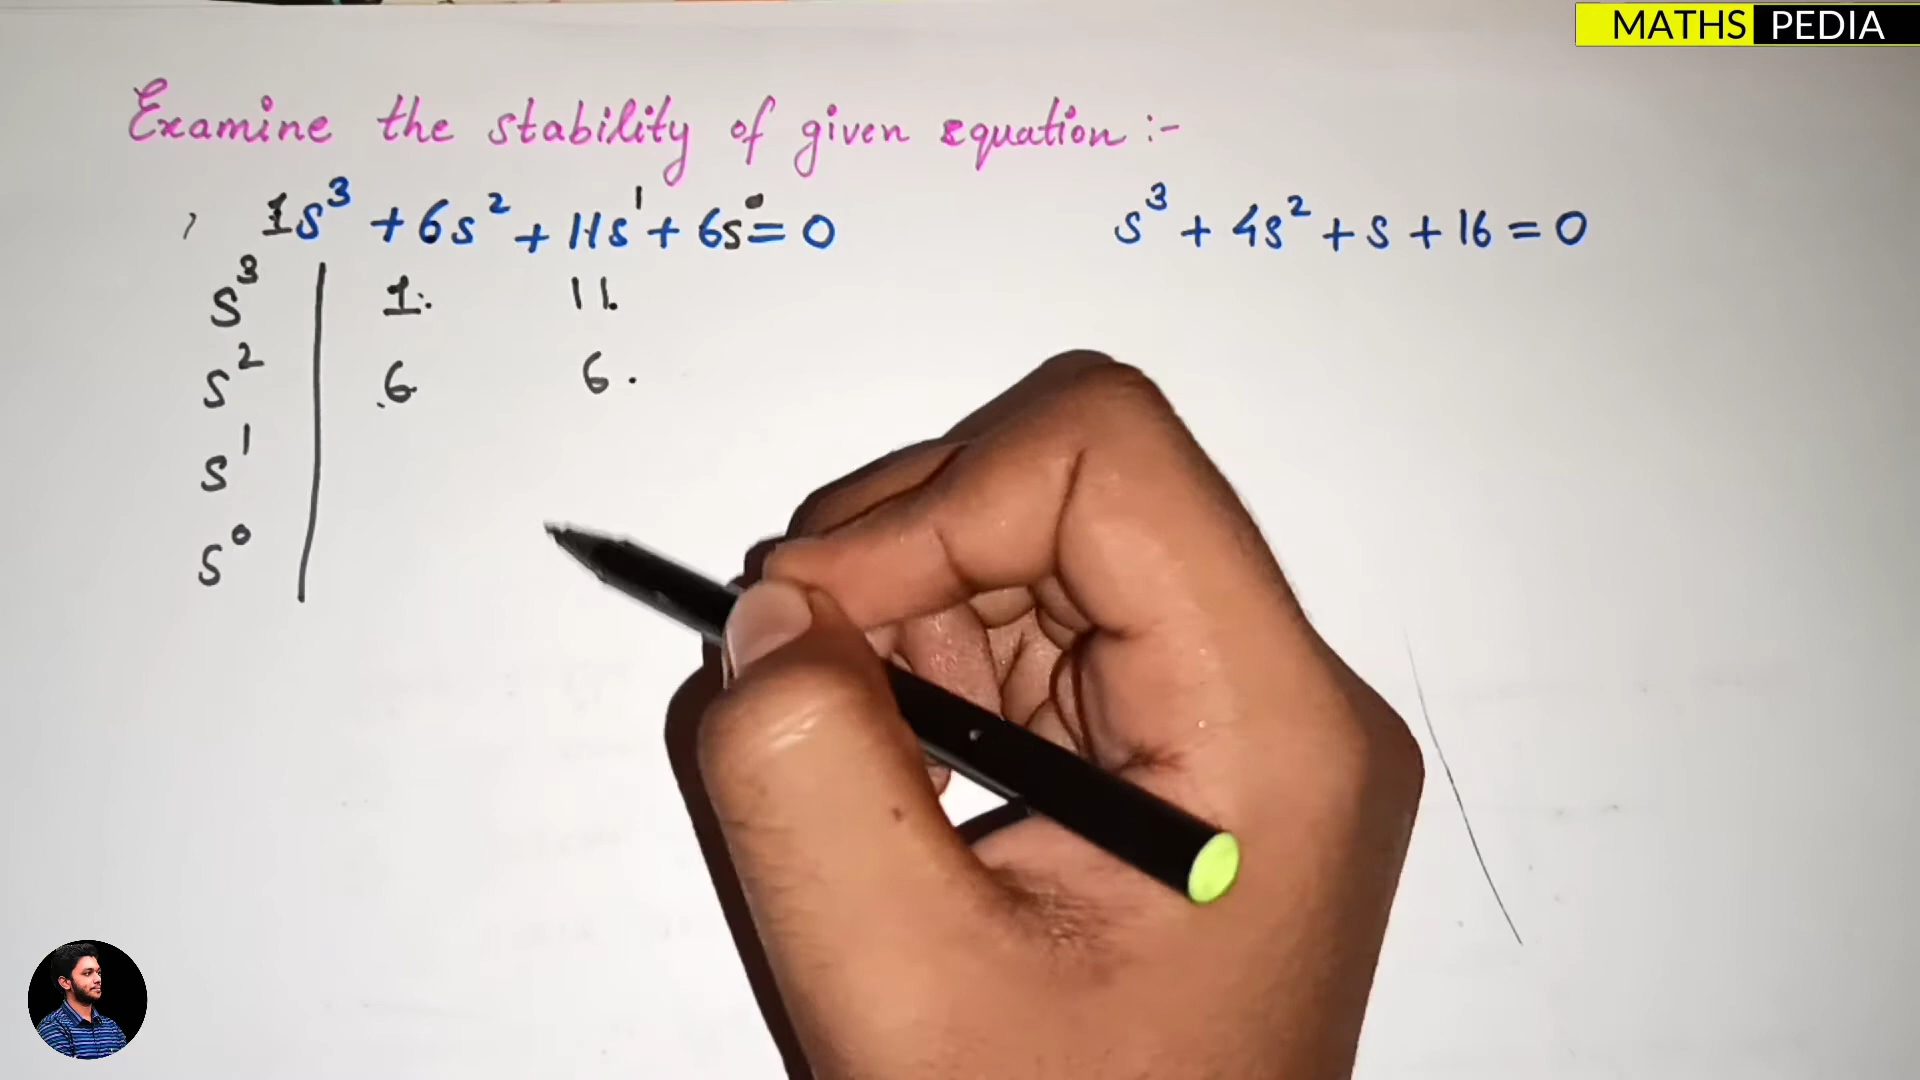 MATHS PEDIA
Examine the stability of given equation :-
1s³ + 6s² + 11s¹ + 6s⁰ = 0
s³ + 4s² + s + 16 = 0
s³ 1. 11.
s² 6 6.
s¹
s⁰